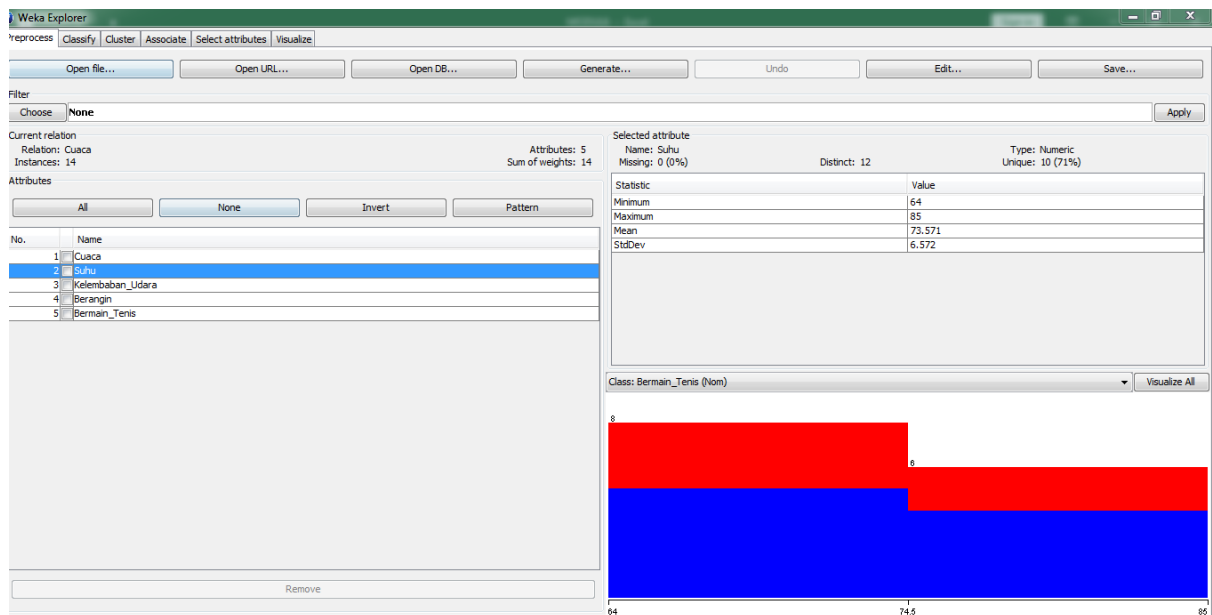 Weka Explorer
Preprocess Classify Cluster Associate Select attributes Visualize
Open file... Open URL... Open DB... Generate... Undo Edit... Save...
Filter
Choose None Apply
Current relation
Relation: Cuaca Attributes: 5
Instances: 14 Sum of weights: 14
Attributes
All None Invert Pattern
No. Name
1 Cuaca
2 Suhu
3 Kelembaban_Udara
4 Berangin
5 Bermain_Tenis
Remove
Selected attribute
Name: Suhu Type: Numeric
Missing: 0 (0%) Distinct: 12 Unique: 10 (71%)
Statistic Value
Minimum 64
Maximum 85
Mean 73.571
StdDev 6.572
Class: Bermain_Tenis (Nom) Visualize All
8
6
64 74.5 85